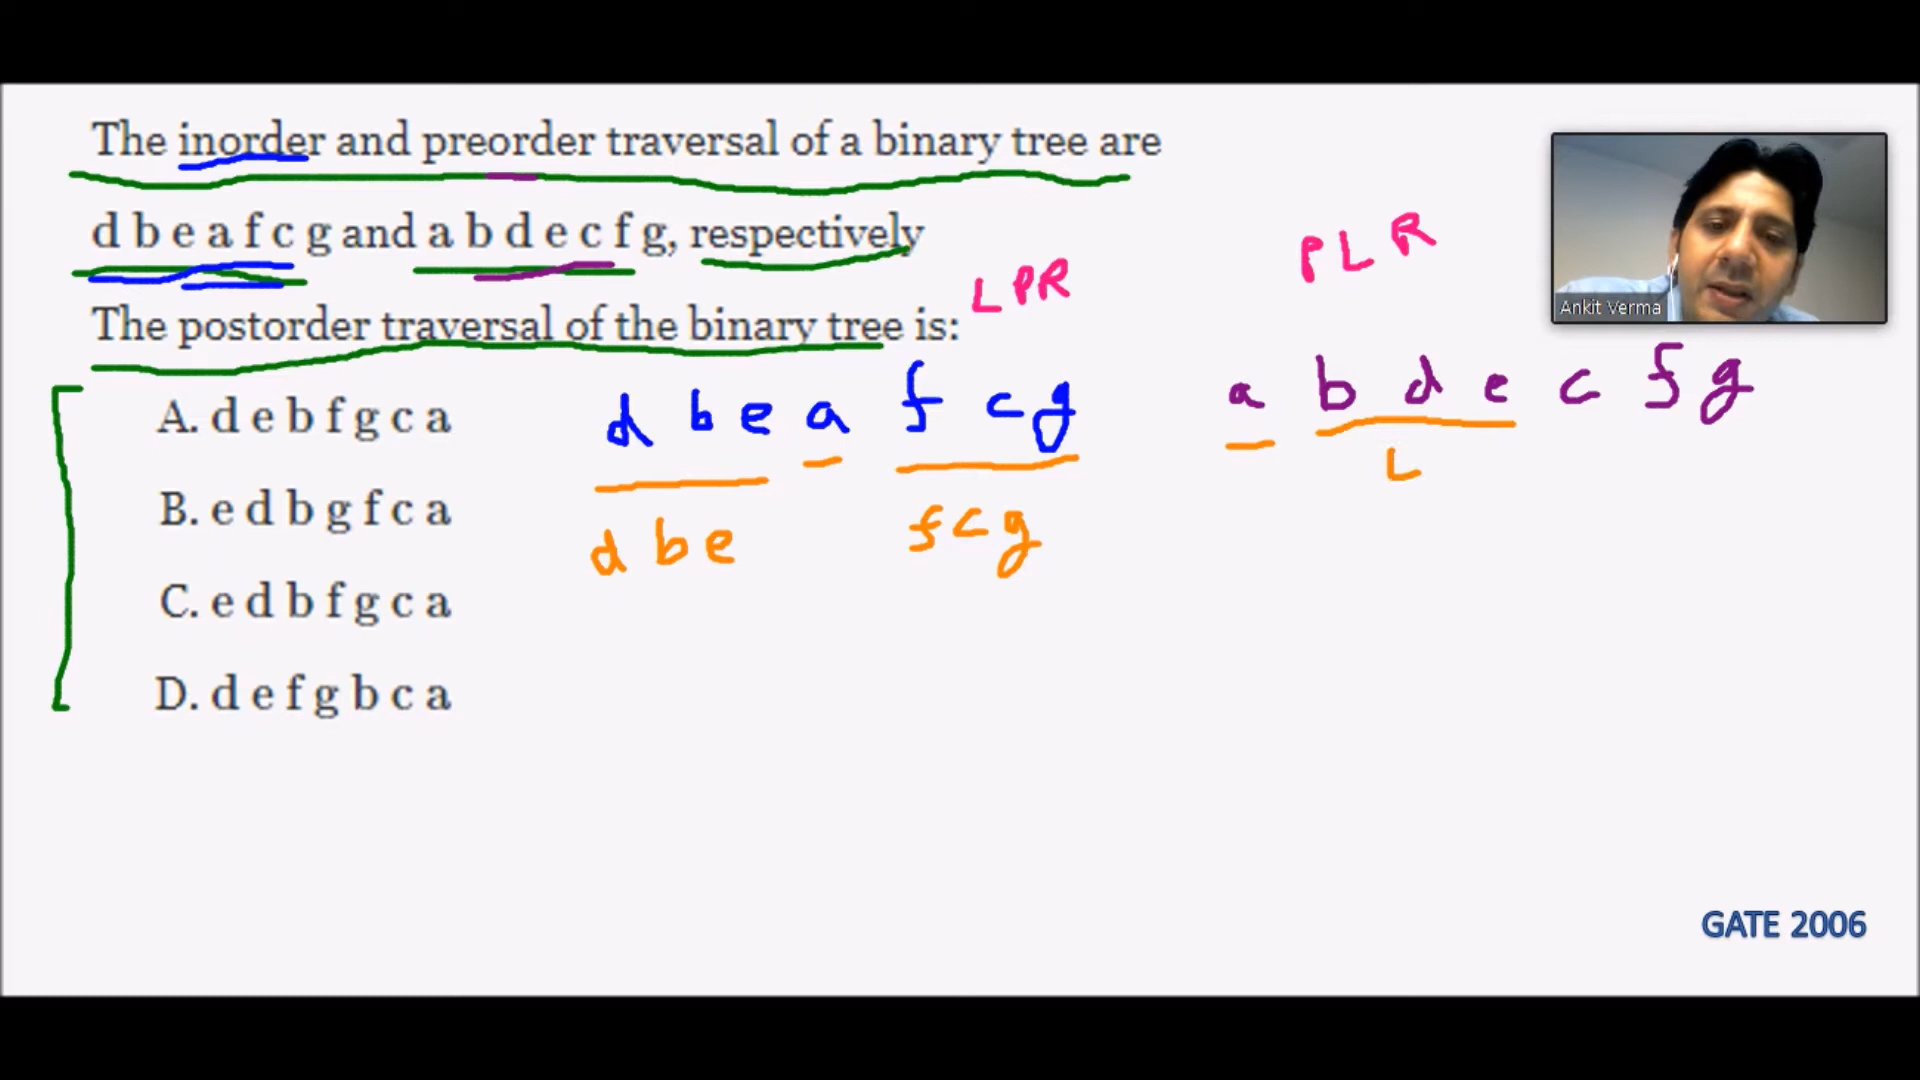 The inorder and preorder traversal of a binary tree are
d b e a f c g and a b d e c f g, respectively
The postorder traversal of the binary tree is:
LPR
PLR
Ankit Verma
A. d e b f g c a
B. e d b g f c a
C. e d b f g c a
D. d e f g b c a
d b e a f c g
a b d e c f g
L
d b e
f c g
GATE 2006